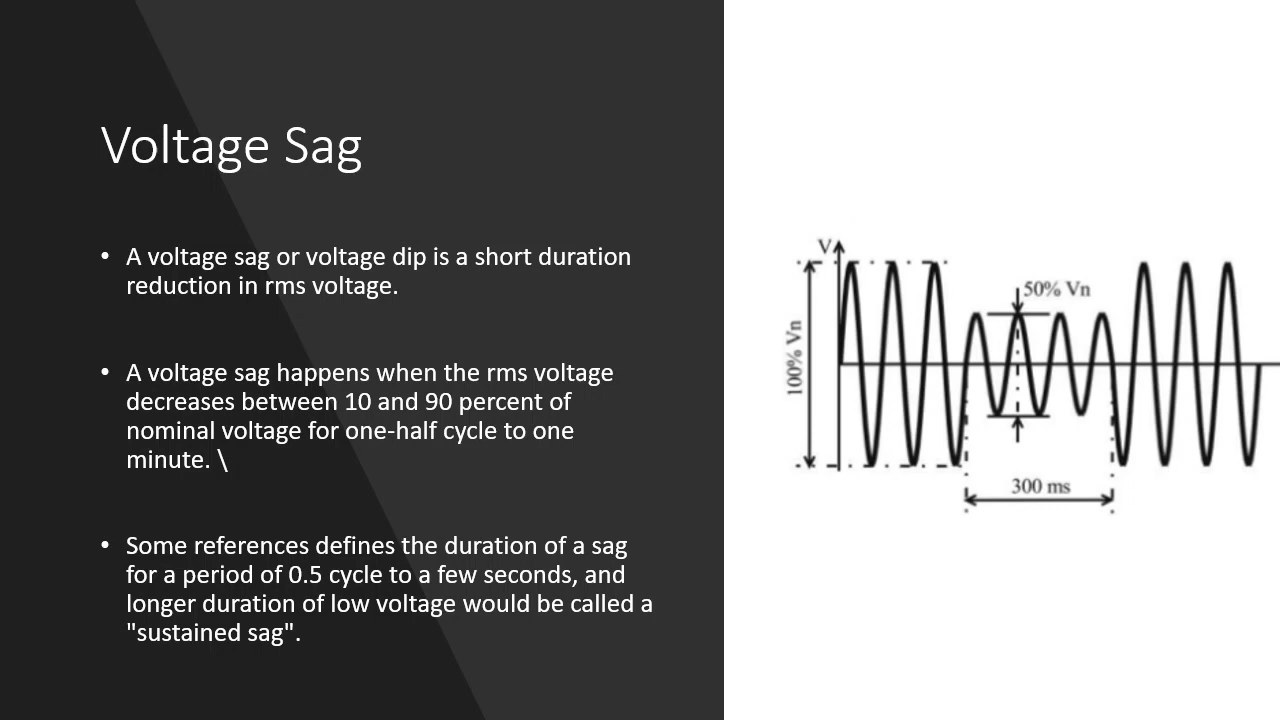 Voltage Sag
• A voltage sag or voltage dip is a short duration
reduction in rms voltage.
• A voltage sag happens when the rms voltage
decreases between 10 and 90 percent of
nominal voltage for one-half cycle to one
minute. \
• Some references defines the duration of a sag
for a period of 0.5 cycle to a few seconds, and
longer duration of low voltage would be called a
"sustained sag".
V
50% Vn
100% Vn
300 ms